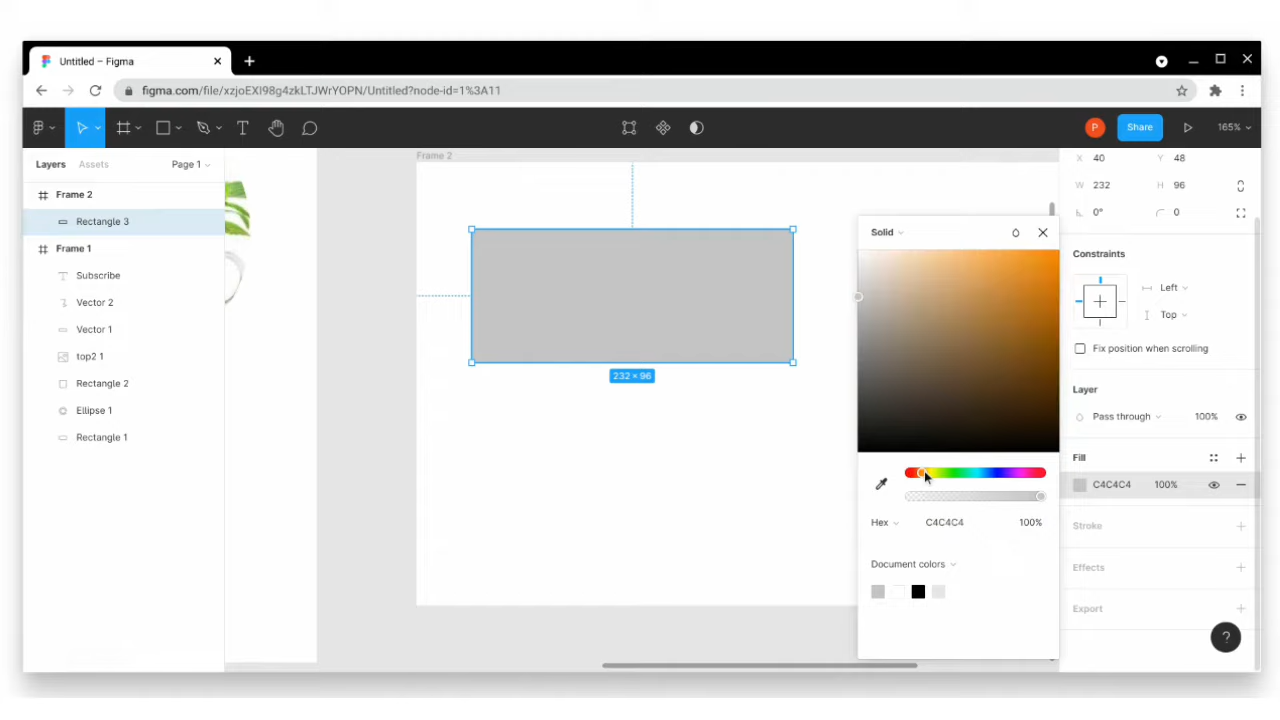 Untitled – Figma
figma.com/file/xzjoEXI98g4zkLTJWrYOPN/Untitled?node-id=1%3A11
Share
P
165%
Layers
Assets
Page 1
Frame 2
Rectangle 3
Frame 1
Subscribe
Vector 2
Vector 1
top2 1
Rectangle 2
Ellipse 1
Rectangle 1
Frame 2
232 × 96
Solid
Hex
C4C4C4
100%
Document colors
X 40
Y 48
W 232
H 96
0°
0
Constraints
Left
Top
Fix position when scrolling
Layer
Pass through
100%
Fill
C4C4C4
100%
Stroke
Effects
Export
?